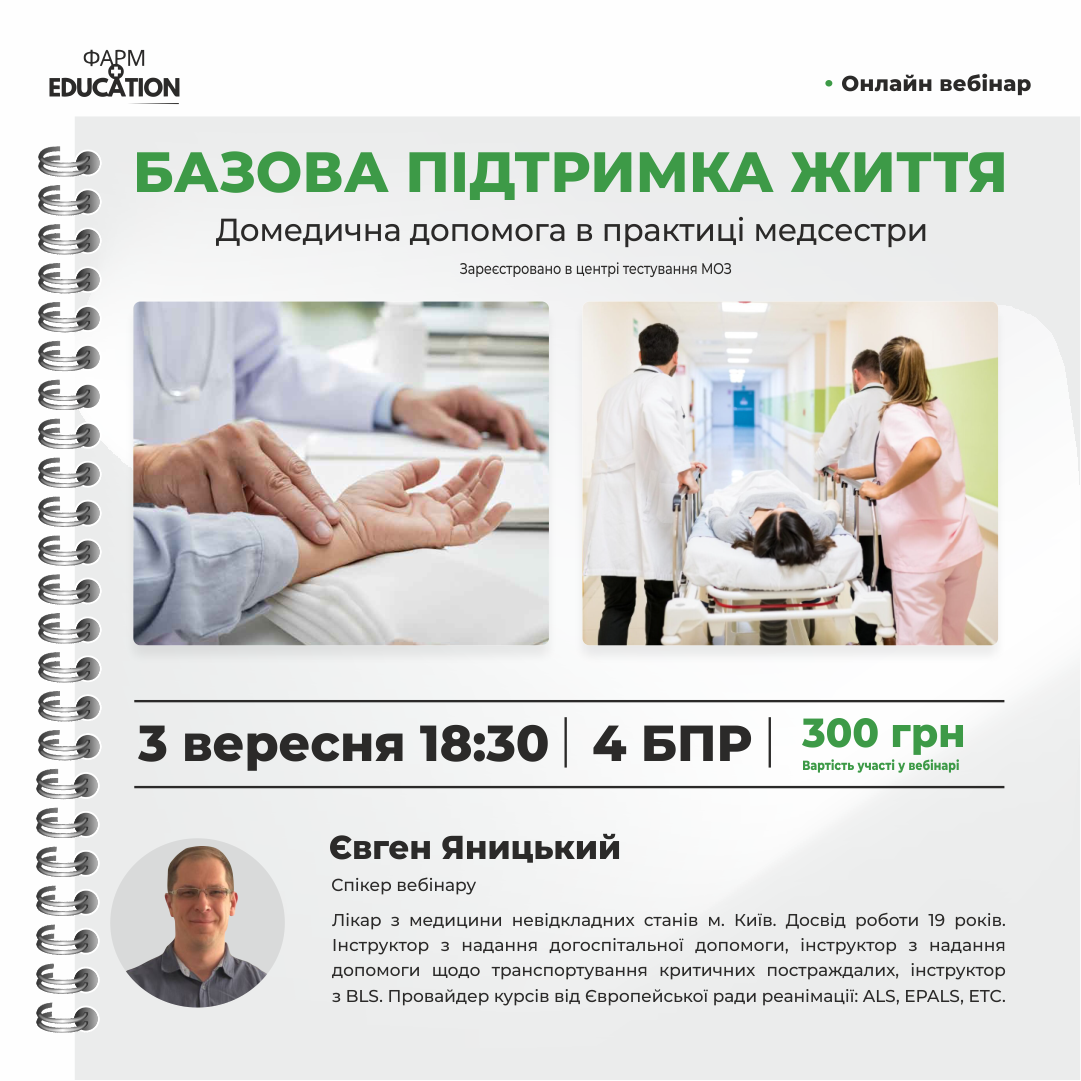 ФАРМ
EDUCATION
• Онлайн вебінар
БАЗОВА ПІДТРИМКА ЖИТТЯ
Домедична допомога в практиці медсестри
Зареєстровано в центрі тестування МОЗ
3 вересня 18:30 | 4 БПР | 300 грн
Вартість участі у вебінарі
Євген Яницький
Спікер вебінару
Лікар з медицини невідкладних станів м. Київ. Досвід роботи 19 років.
Інструктор з надання догоспітальної допомоги, інструктор з надання
допомоги щодо транспортування критичних постраждалих, інструктор
з BLS. Провайдер курсів від Європейської ради реанімації: ALS, EPALS, ETC.